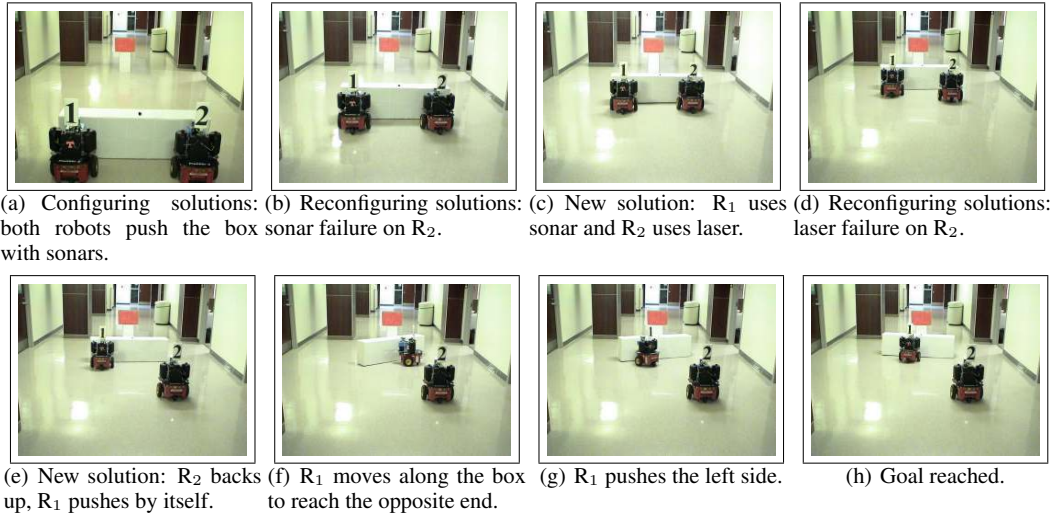 1
2
1
2
1
2
1
2
(a) Configuring solutions: both robots push the box with sonars.
(b) Reconfiguring solutions: sonar failure on R₂.
(c) New solution: R₁ uses sonar and R₂ uses laser.
(d) Reconfiguring solutions: laser failure on R₂.
1
2
2
1
2
1
2
(e) New solution: R₂ backs up, R₁ pushes by itself.
(f) R₁ moves along the box to reach the opposite end.
(g) R₁ pushes the left side.
(h) Goal reached.